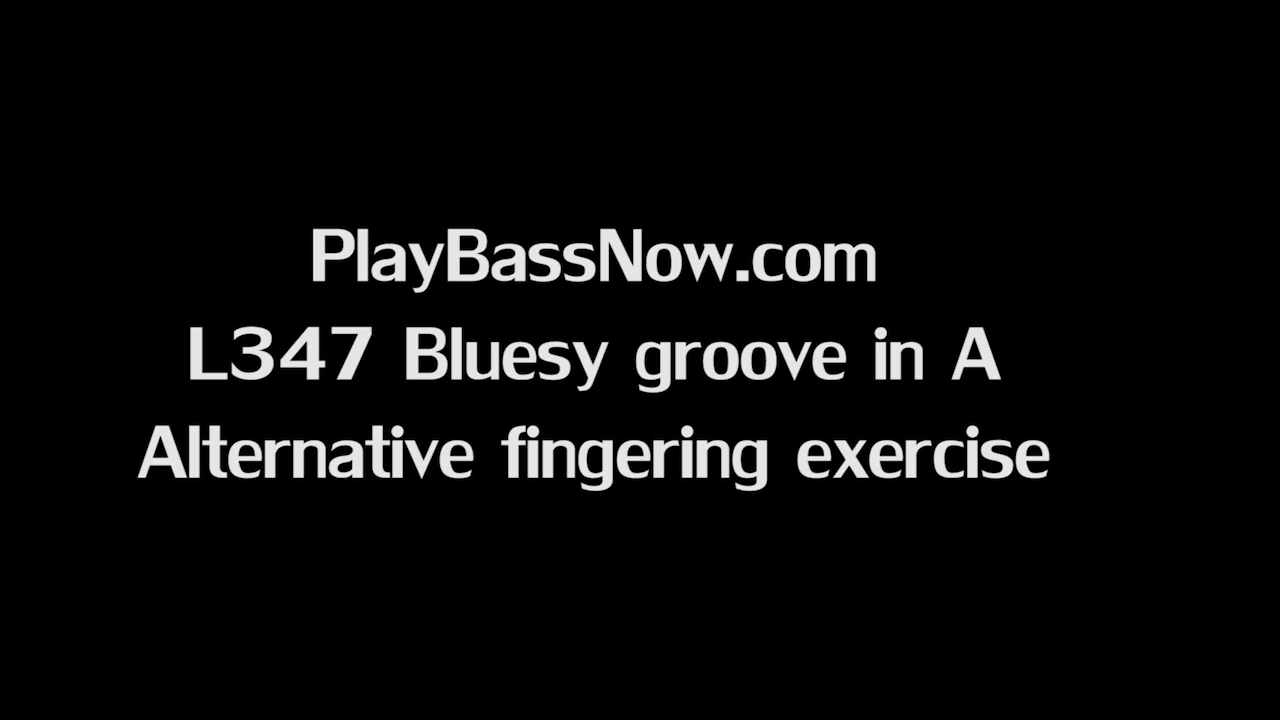 PlayBassNow.com
L347 Bluesy groove in A
Alternative fingering exercise